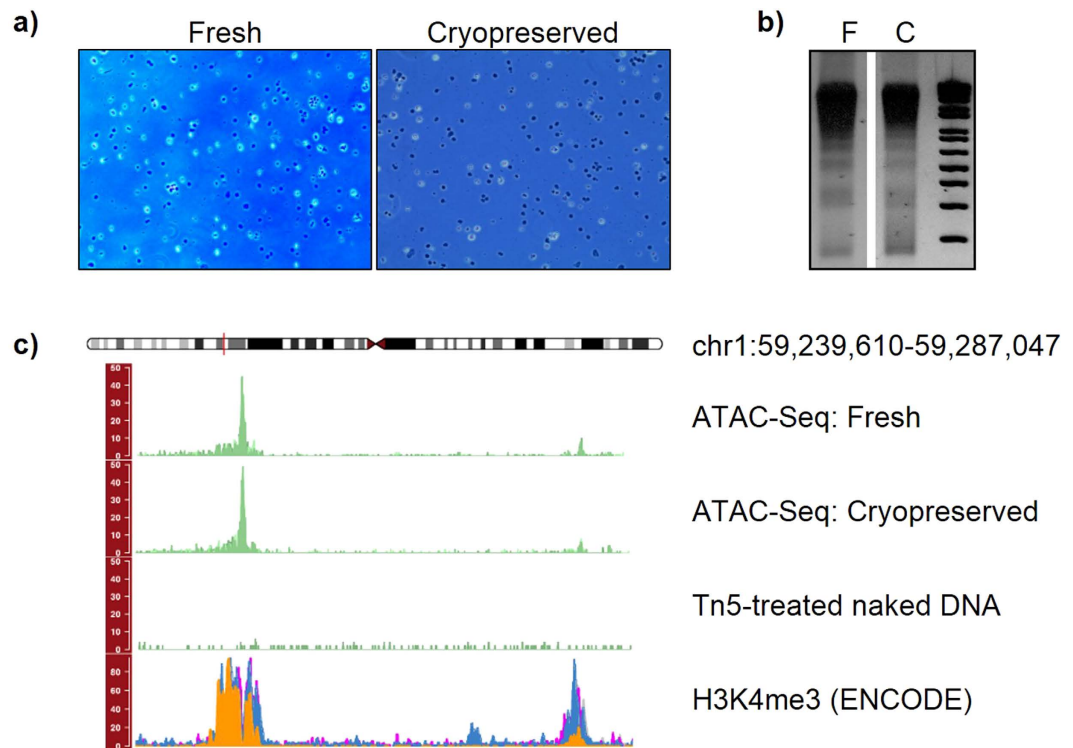 a)
Fresh
Cryopreserved
b)
F
C
c)
chr1:59,239,610-59,287,047
50
40
30
20
10
0
ATAC-Seq: Fresh
50
40
30
20
10
0
ATAC-Seq: Cryopreserved
50
40
30
20
10
0
Tn5-treated naked DNA
80
60
40
20
0
H3K4me3 (ENCODE)